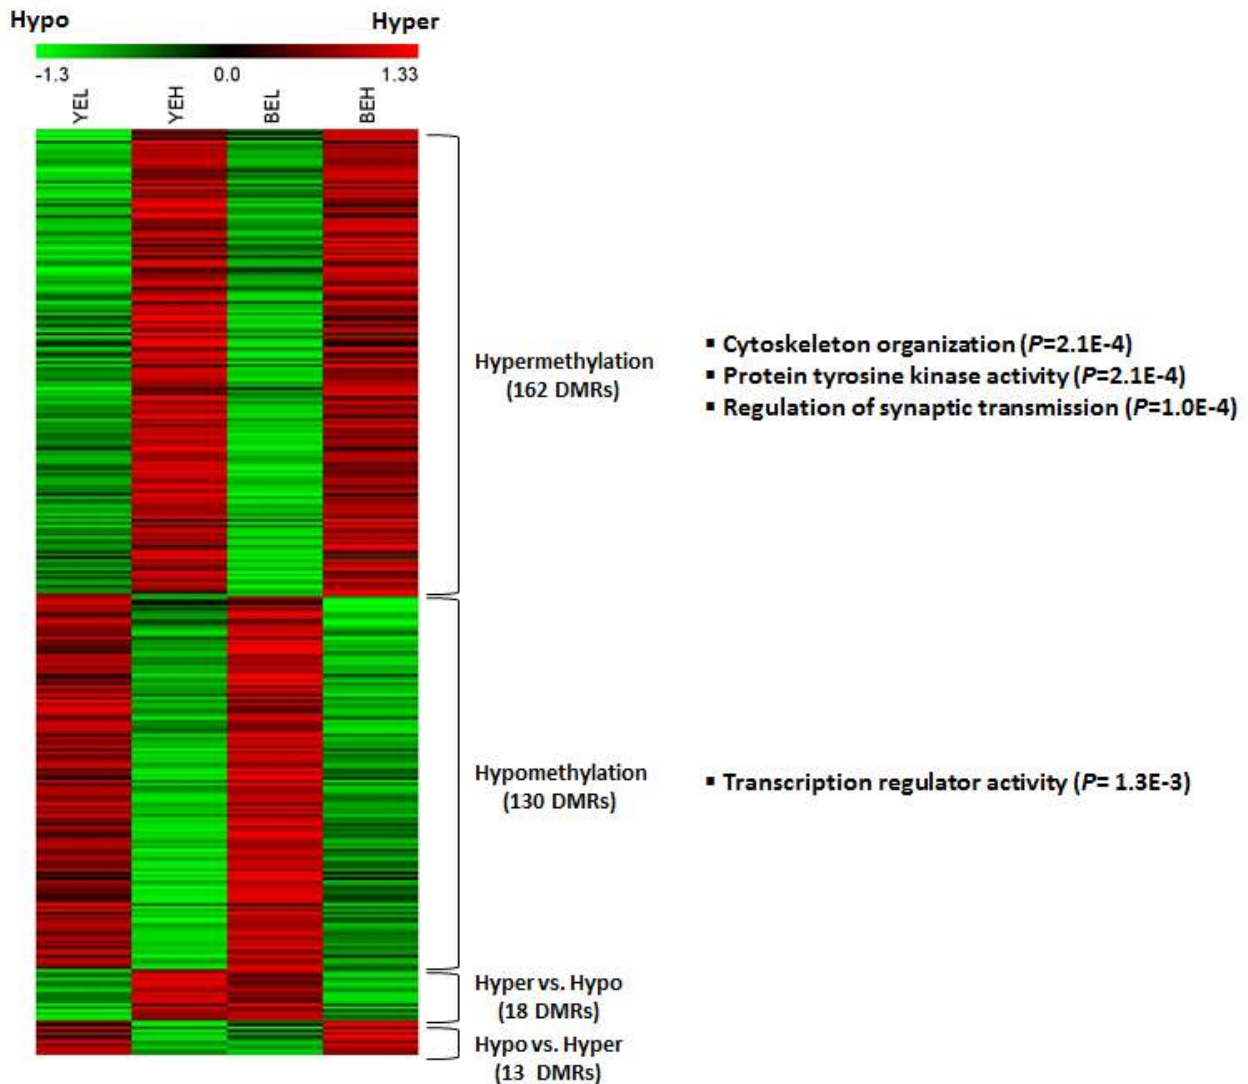 Hypo Hyper
-1.3 0.0 1.33
YEL YEH BEL BEH
Hypermethylation
(162 DMRs)
▪ Cytoskeleton organization (P=2.1E-4)
▪ Protein tyrosine kinase activity (P=2.1E-4)
▪ Regulation of synaptic transmission (P=1.0E-4)
Hypomethylation
(130 DMRs)
▪ Transcription regulator activity (P= 1.3E-3)
Hyper vs. Hypo
(18 DMRs)
Hypo vs. Hyper
(13 DMRs)